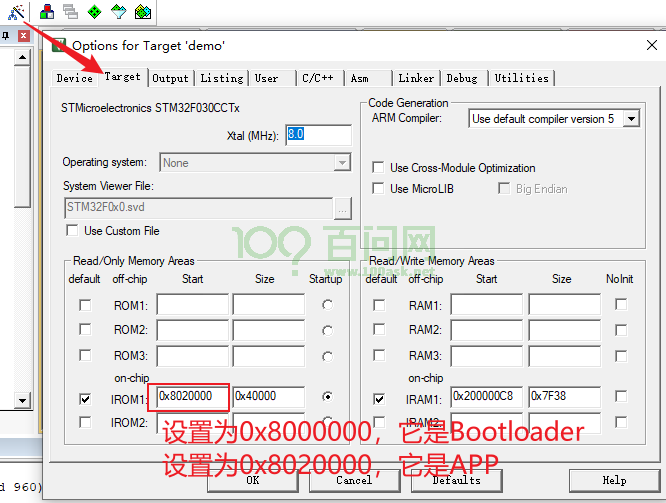 Options for Target 'demo'
Device Target Output Listing User C/C++ Asm Linker Debug Utilities
STMicroelectronics STM32F030CCTx
Xtal (MHz): 8.0
Operating system: None
System Viewer File:
STM32F0x0.svd ...
Use Custom File
Code Generation
ARM Compiler: Use default compiler version 5
Use Cross-Module Optimization
Use MicroLIB Big Endian
百问网
www.100ask.net
Read/Only Memory Areas
default off-chip Start Size Startup
ROM1:
ROM2:
ROM3:
on-chip
IROM1: 0x8020000 0x40000
IROM2:
Read/Write Memory Areas
default off-chip Start Size NoInit
RAM1:
RAM2:
RAM3:
on-chip
IRAM1: 0x200000C8 0x7F38
IRAM2:
设置为0x8000000，它是Bootloader
设置为0x8020000，它是APP
OK Cancel Defaults Help
d 960)